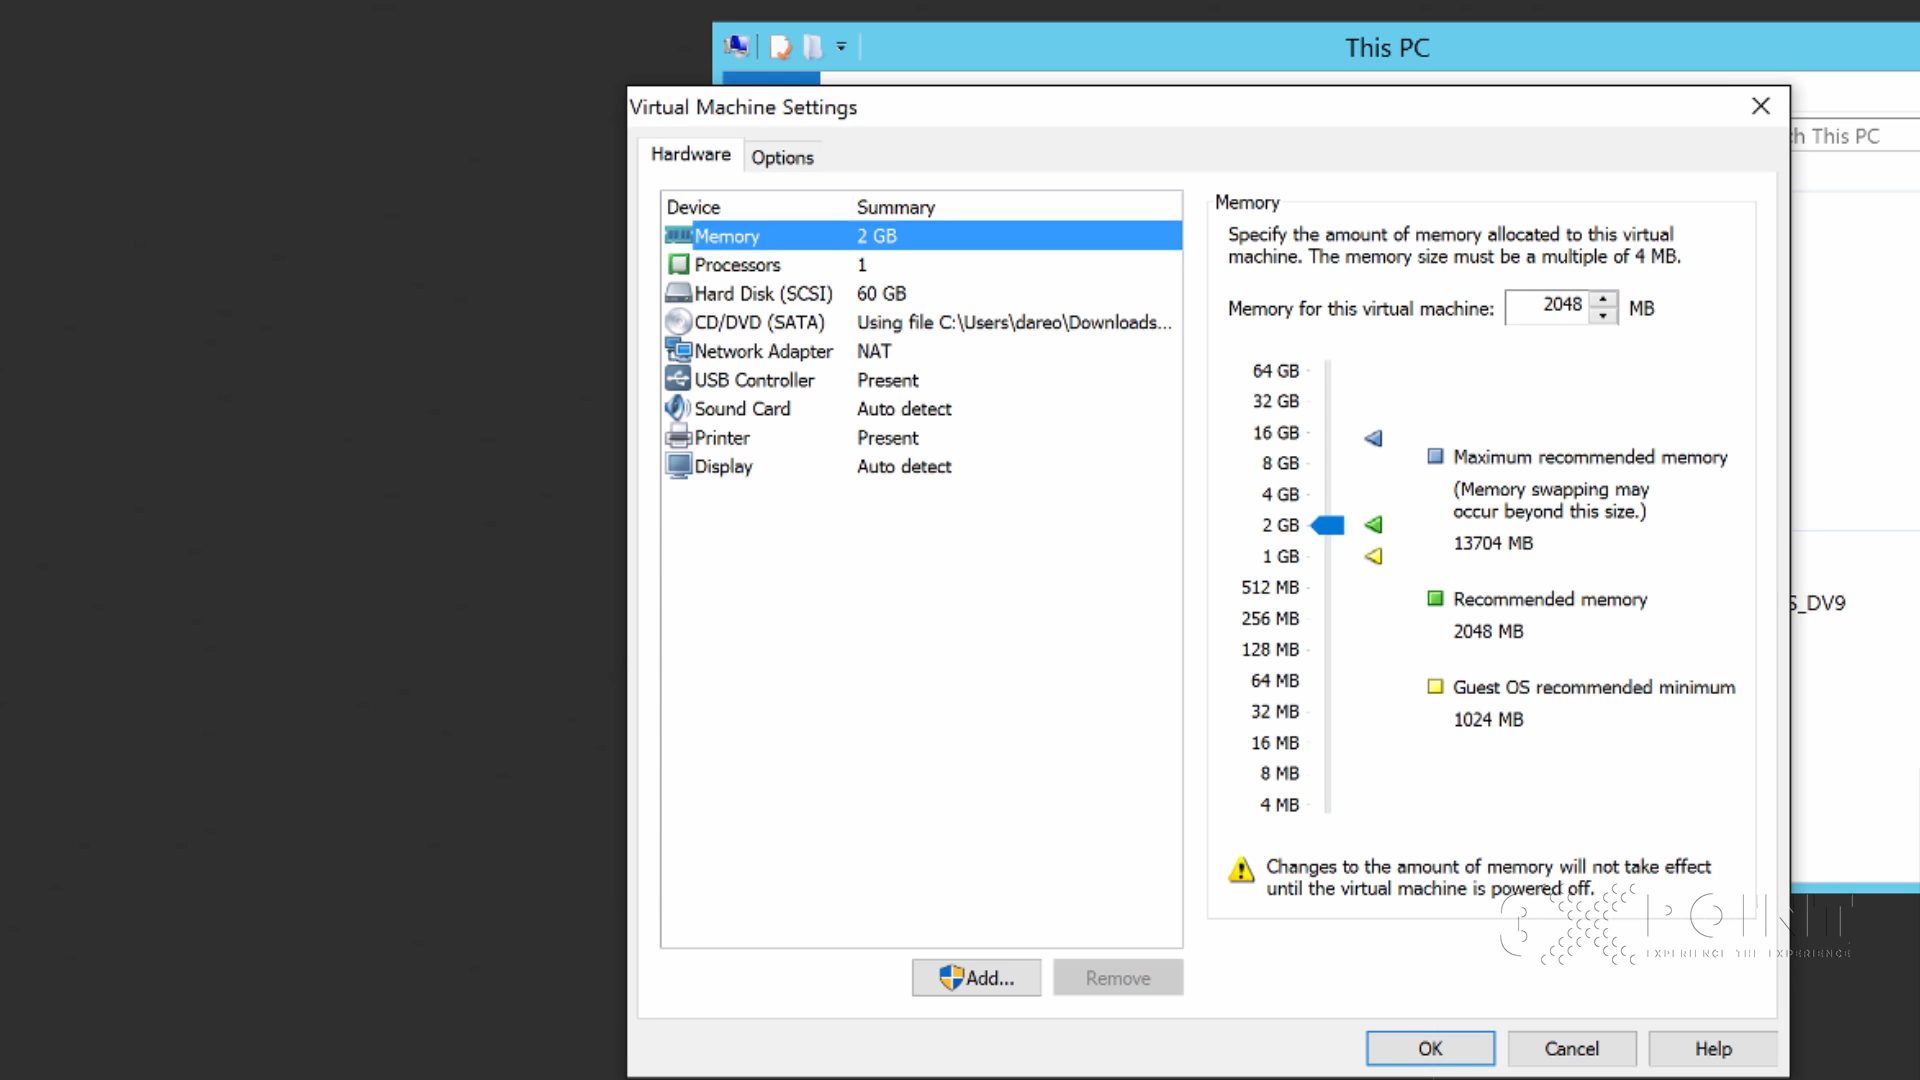 This PC
Virtual Machine Settings
Hardware
Options
h This PC
Device Summary
Memory 2 GB
Processors 1
Hard Disk (SCSI) 60 GB
CD/DVD (SATA) Using file C:\Users\dareo\Downloads...
Network Adapter NAT
USB Controller Present
Sound Card Auto detect
Printer Present
Display Auto detect
Memory
Specify the amount of memory allocated to this virtual
machine. The memory size must be a multiple of 4 MB.
Memory for this virtual machine: 2048 MB
64 GB
32 GB
16 GB
8 GB
4 GB
2 GB
1 GB
512 MB
256 MB
128 MB
64 MB
32 MB
16 MB
8 MB
4 MB
Maximum recommended memory
(Memory swapping may
occur beyond this size.)
13704 MB
Recommended memory
2048 MB
Guest OS recommended minimum
1024 MB
S_DV9
Changes to the amount of memory will not take effect
until the virtual machine is powered off.
3XPOINT
EXPERIENCE THE EXPERIENCE
Add...
Remove
OK
Cancel
Help